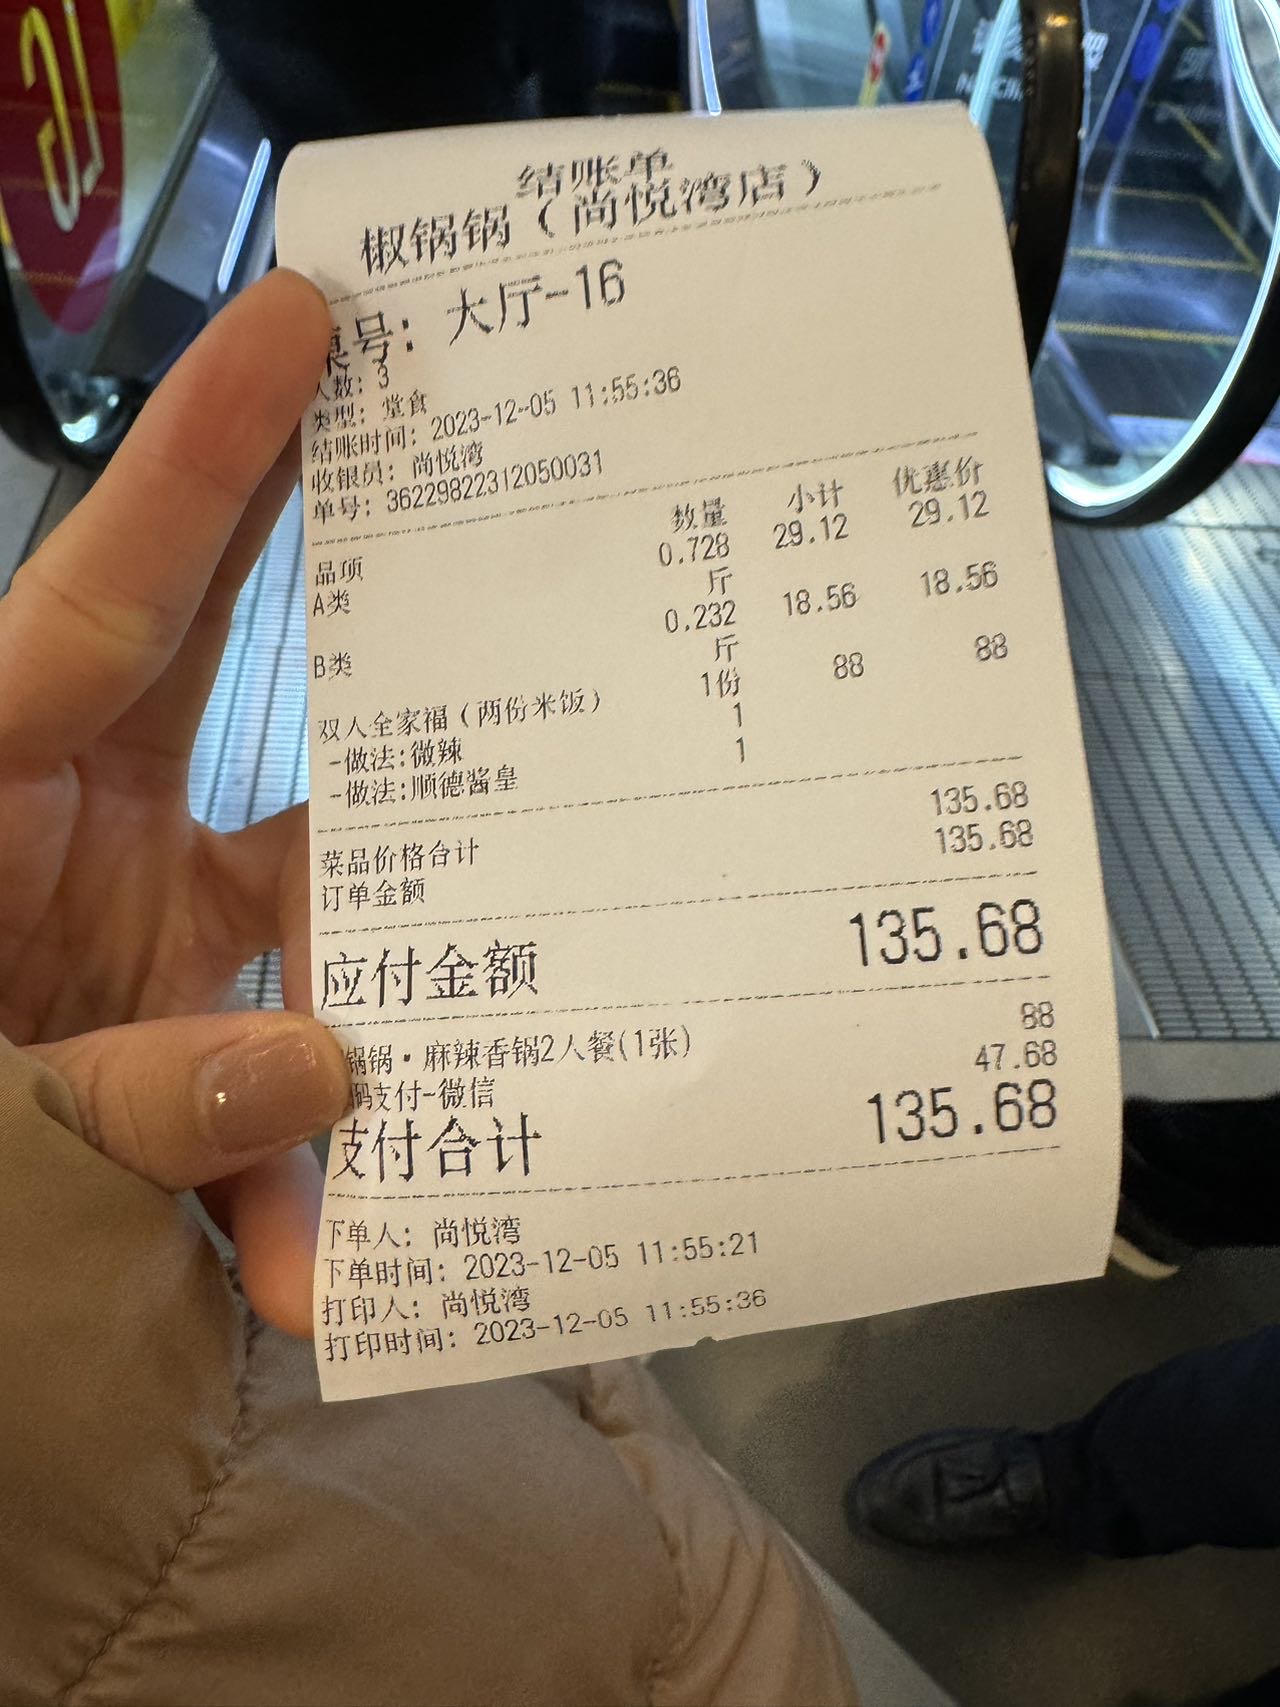 结账单
椒锅锅（尚悦湾店）
桌号：大厅-16
人数：3
类型：堂食
结账时间：2023-12-05 11:55:36
收银员：尚悦湾
单号：36229822312050031
品项 数量 小计 优惠价
A类 0.728斤 29.12 29.12
B类 0.232斤 18.56 18.56
双人全家福（两份米饭） 1份 88 88
-做法:微辣 1
-做法:顺德酱皇 1
菜品价格合计 135.68
订单金额 135.68
应付金额 135.68
锅锅·麻辣香锅2人餐(1张) 88
码支付-微信 47.68
支付合计 135.68
下单人：尚悦湾
下单时间：2023-12-05 11:55:21
打印人：尚悦湾
打印时间：2023-12-05 11:55:36